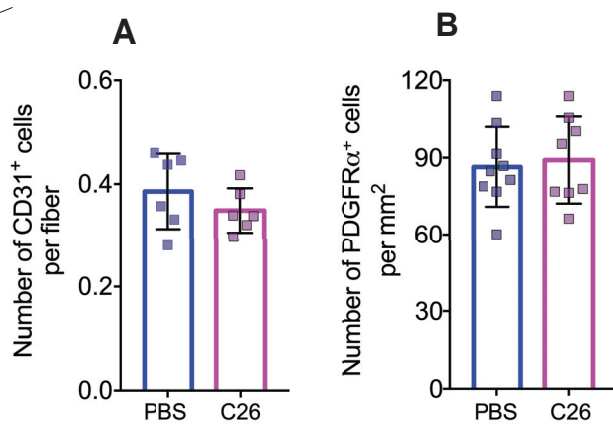 A
Number of CD31+ cells
per fiber
0.6
0.4
0.2
0.0
PBS
C26
B
Number of PDGFRα+ cells
per mm2
120
90
60
30
0
PBS
C26